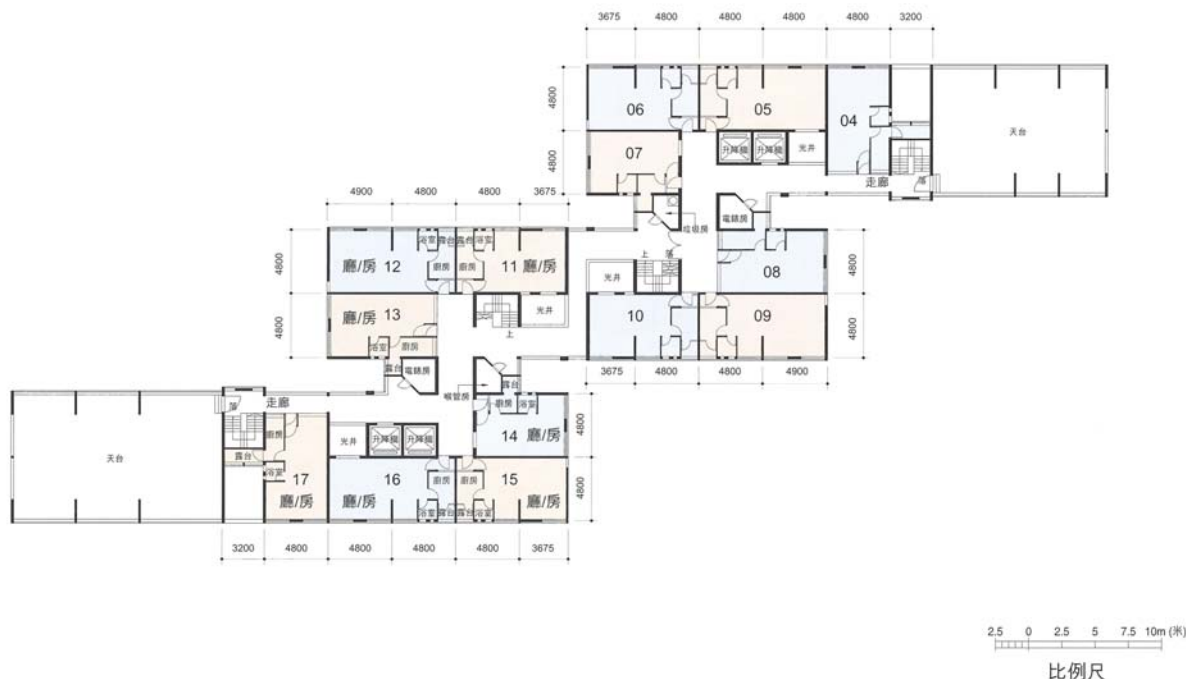 3675 4800 4800 4800 4800 3200
4800
06
05
04
天台
升降機
升降機
光井
4800
07
走廊
落
4900 4800 4800 3675
垃圾房
電錶房
浴室
露台
露台
浴室
上
落
4800
廳/房
12
廚房
廚房
11
廳/房
光井
08
4800
4800
廳/房
13
浴室
廚房
上
光井
10
09
4800
露台
電錶房
3675 4800 4800 4900
喉管房
露台
落
走廊
廚房
浴室
4800
天台
廚房
光井
升降機
升降機
14
廳/房
露台
浴室
17
廳/房
16
廳/房
廚房
浴室
露台
廚房
露台
浴室
15
廳/房
4800
3200 4800 4800 4800 4800 3675
2.5 0 2.5 5 7.5 10m (米)
比例尺